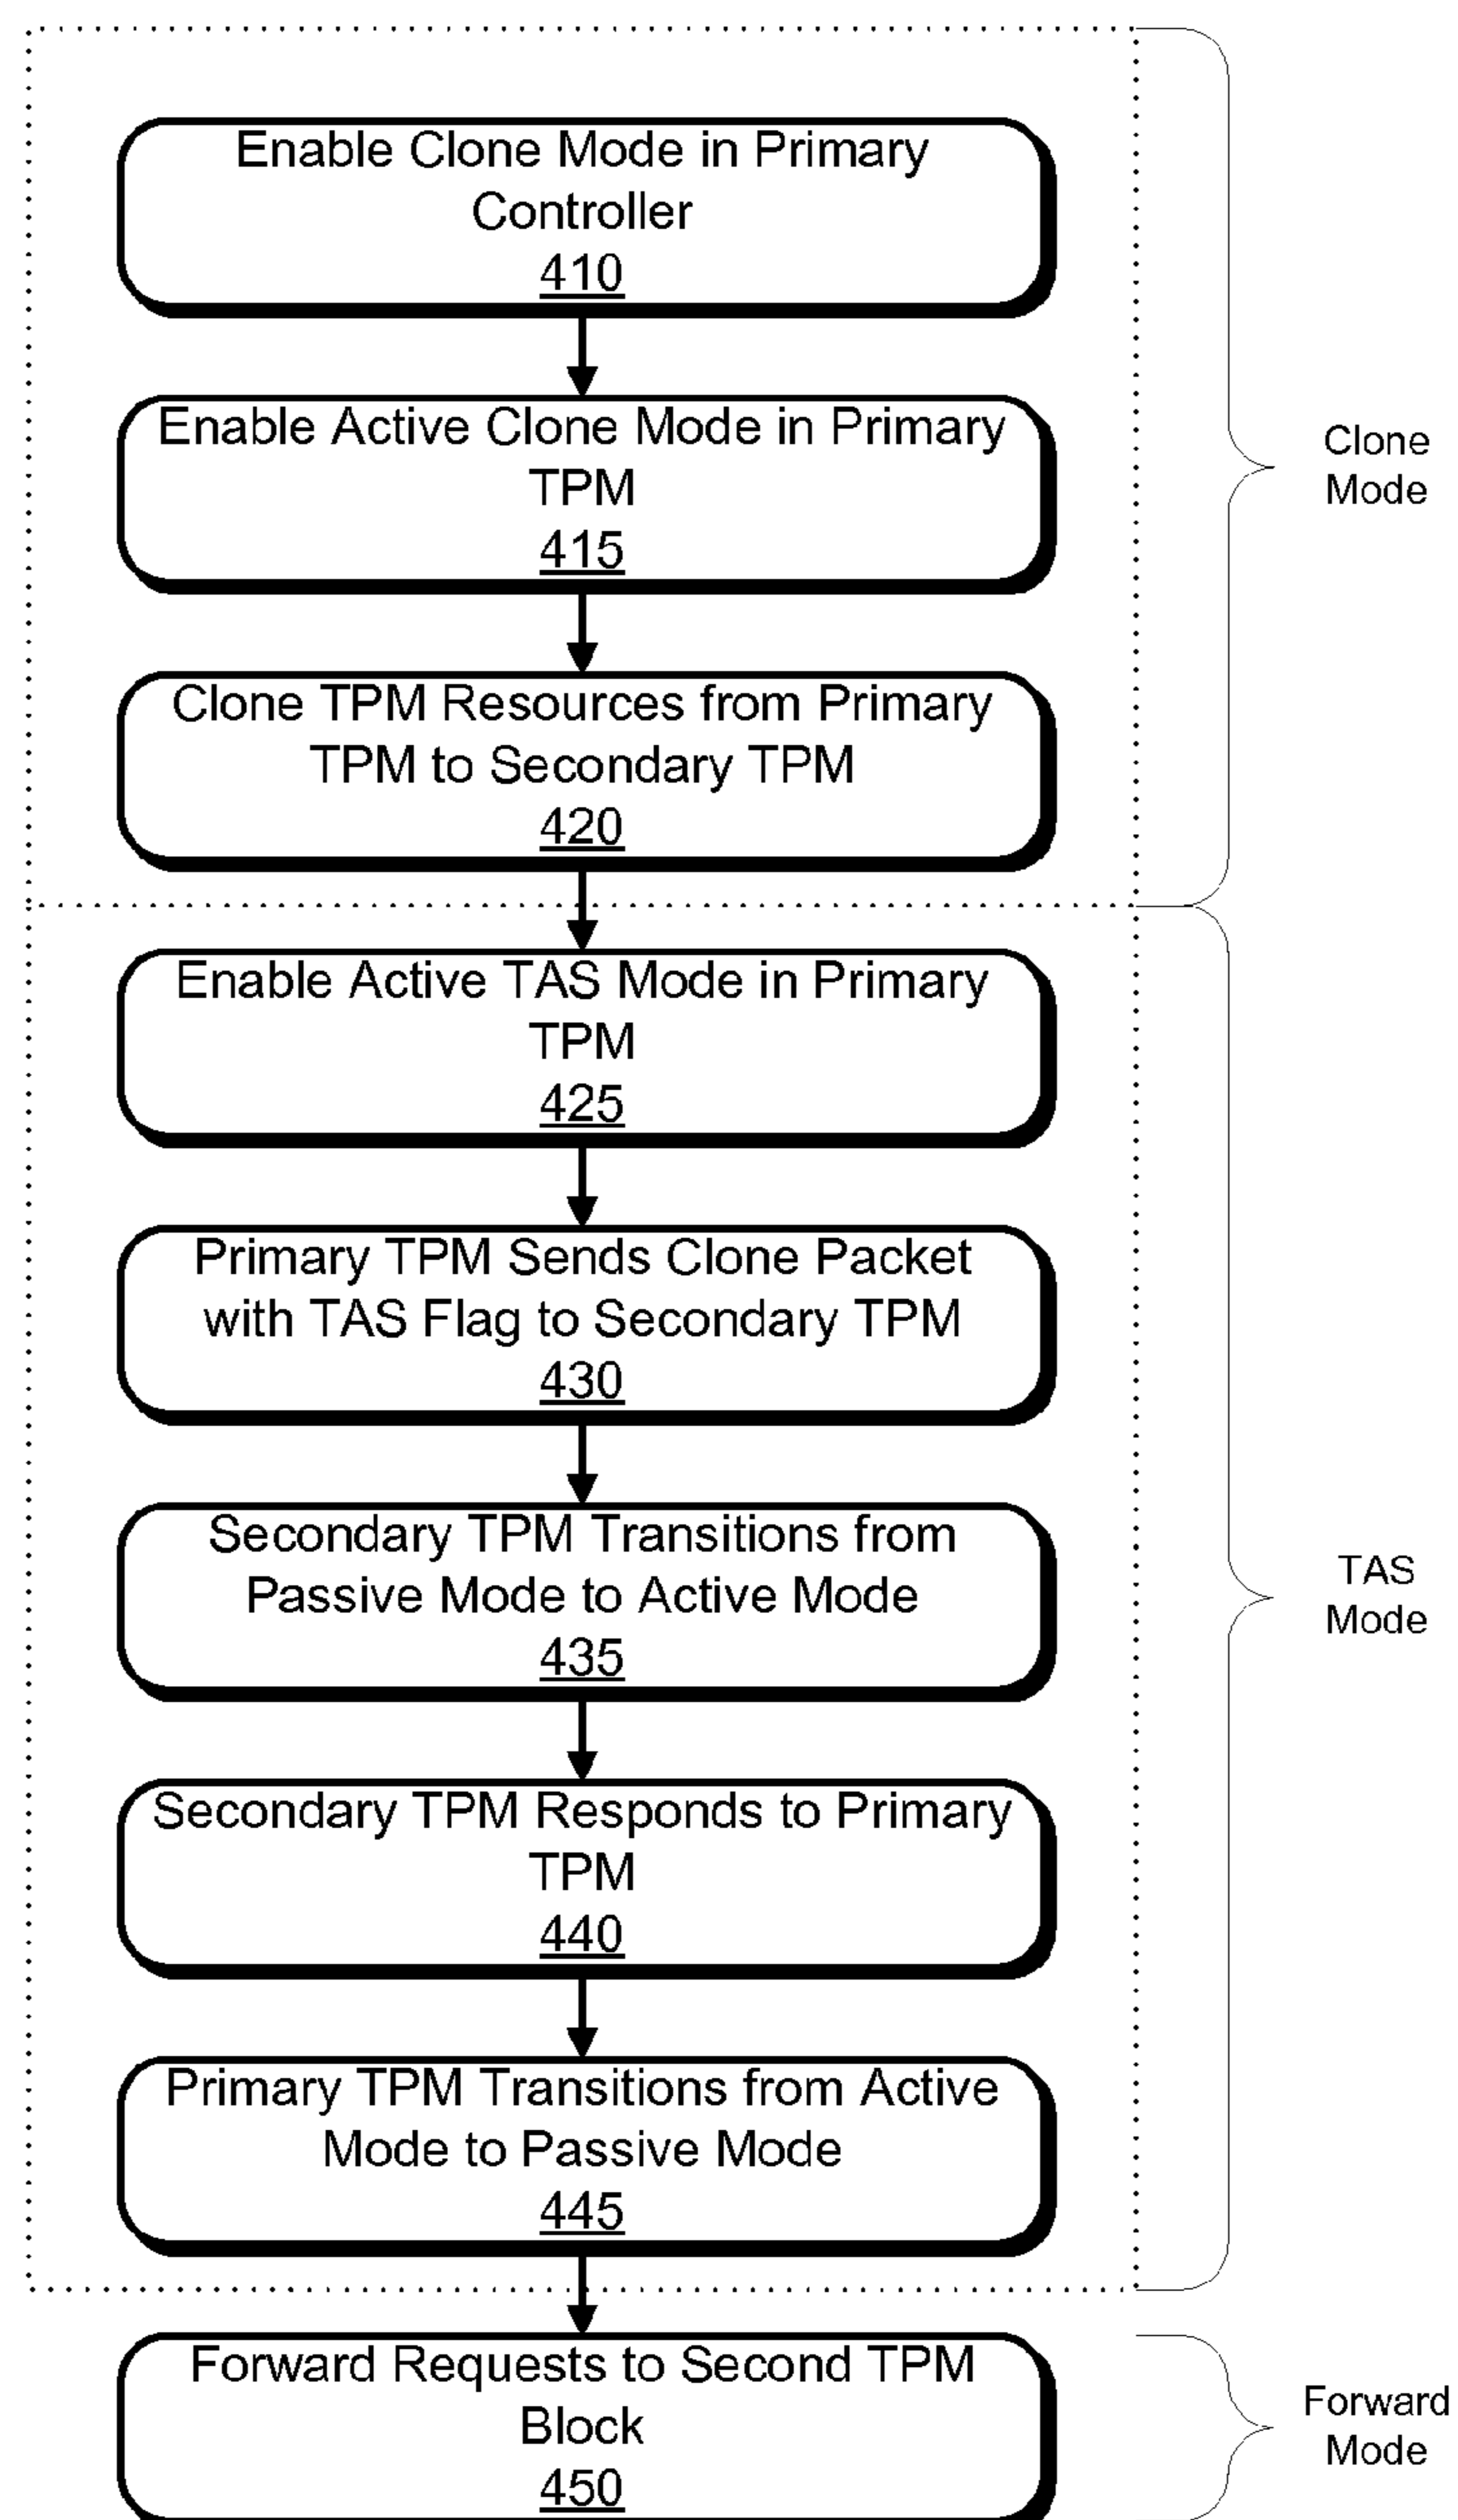 Enable Clone Mode in Primary
Controller
410
Enable Active Clone Mode in Primary
TPM
415
Clone TPM Resources from Primary
TPM to Secondary TPM
420
Clone
Mode
Enable Active TAS Mode in Primary
TPM
425
Primary TPM Sends Clone Packet
with TAS Flag to Secondary TPM
430
Secondary TPM Transitions from
Passive Mode to Active Mode
435
Secondary TPM Responds to Primary
TPM
440
Primary TPM Transitions from Active
Mode to Passive Mode
445
TAS
Mode
Forward Requests to Second TPM
Block
450
Forward
Mode